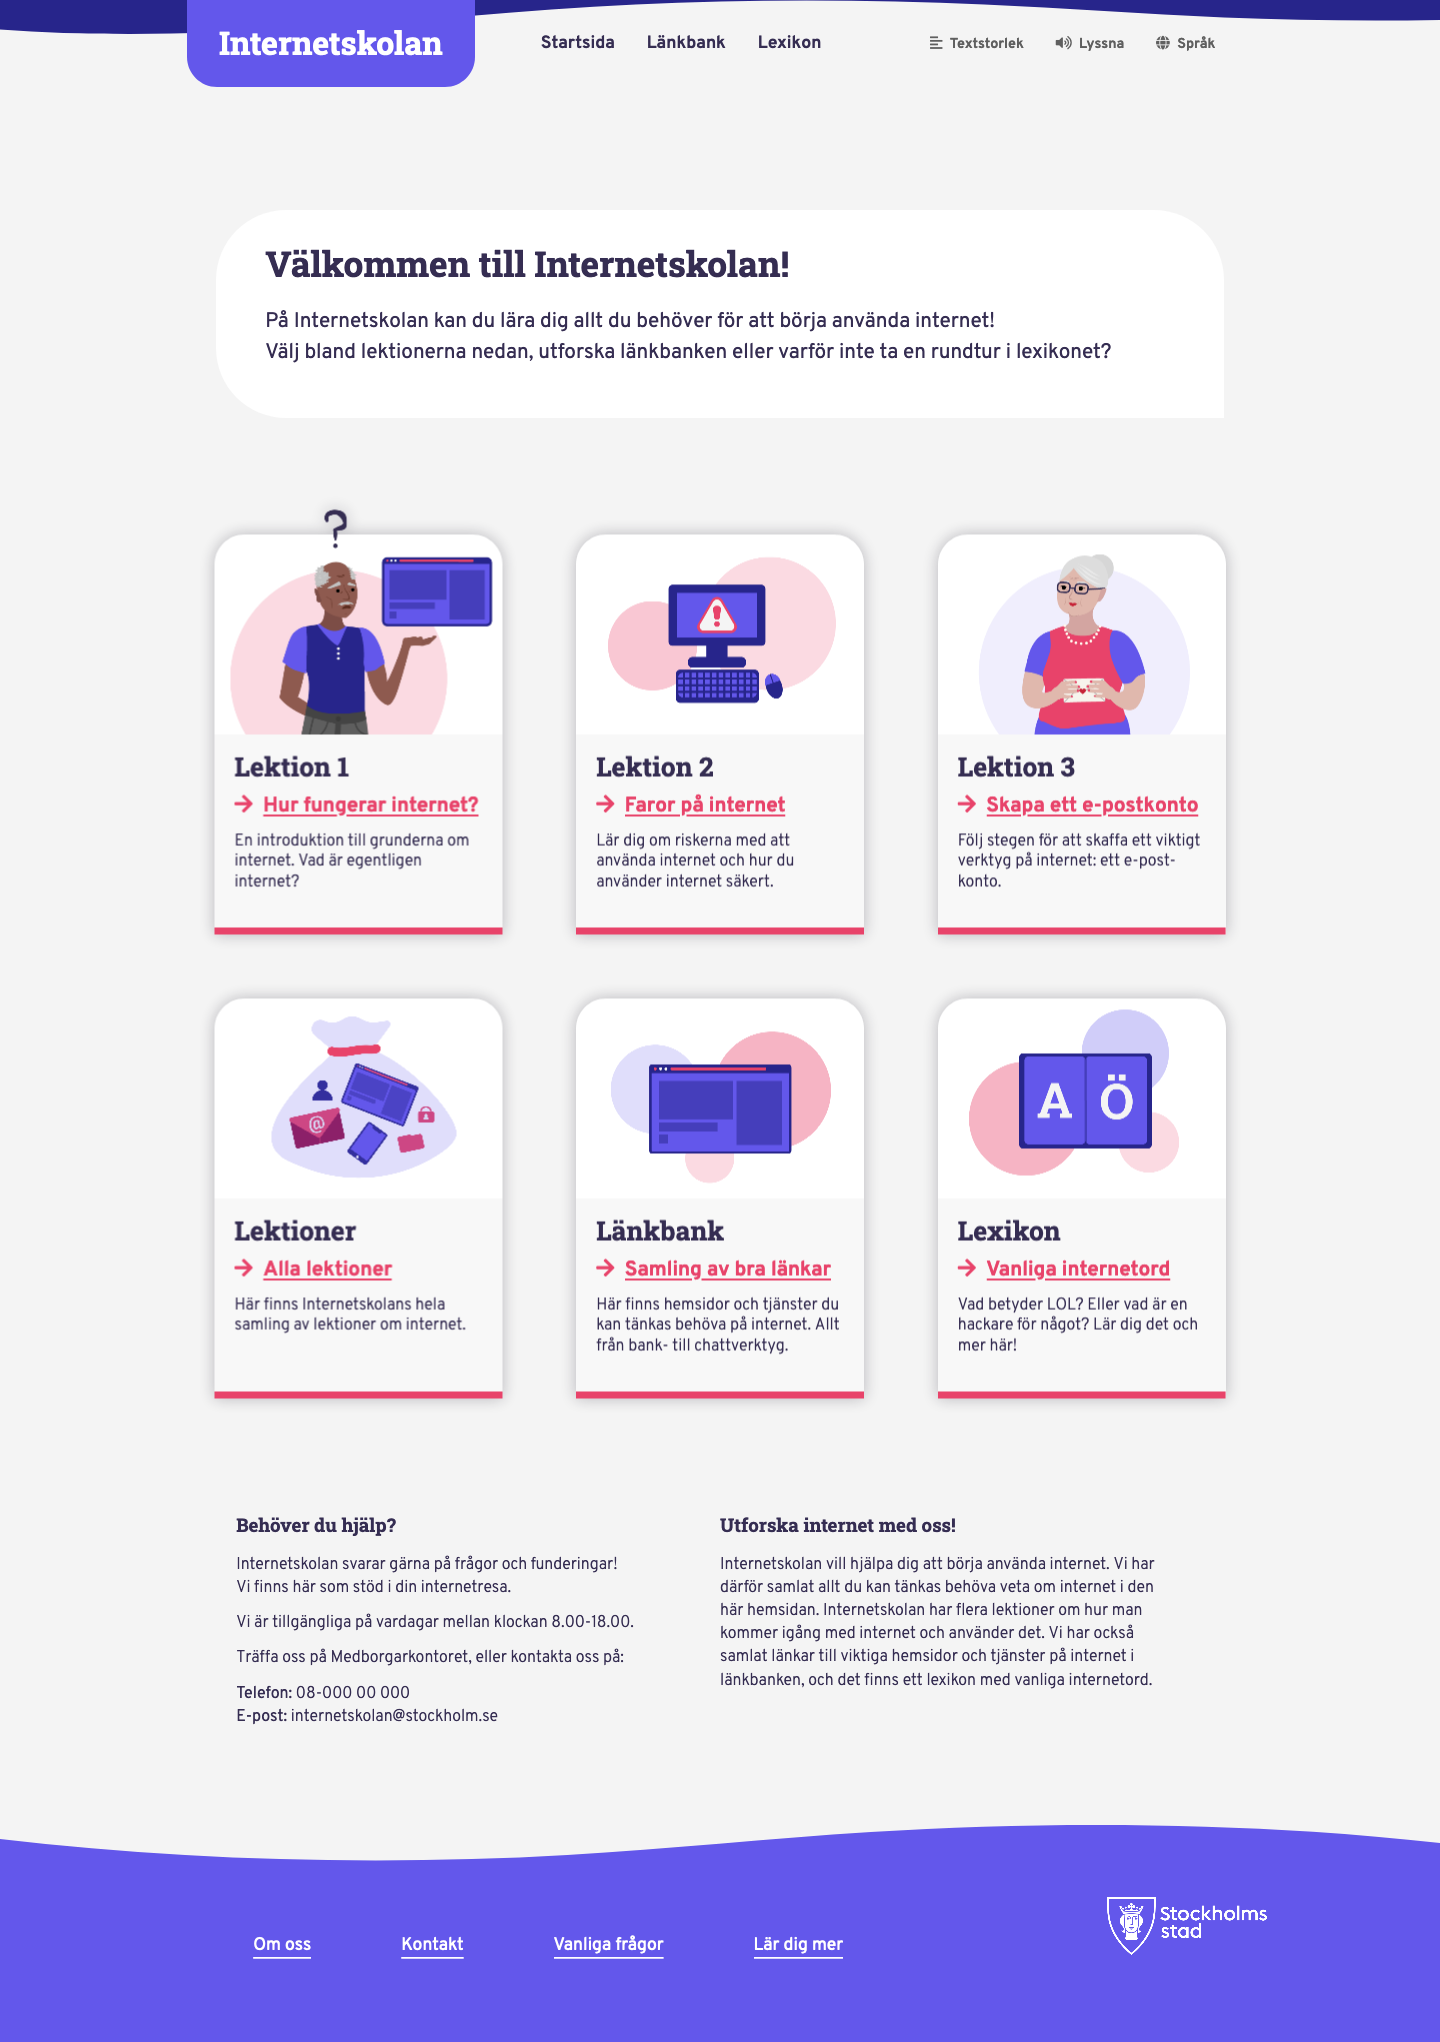 Internetskolan
Startsida
Länkbank
Lexikon
Textstorlek
Lyssna
Språk
Välkommen till Internetskolan!
På Internetskolan kan du lära dig allt du behöver för att börja använda internet!
Välj bland lektionerna nedan, utforska länkbanken eller varför inte ta en rundtur i lexikonet?
?
Lektion 1
Hur fungerar internet?
En introduktion till grunderna om
internet. Vad är egentligen
internet?
Lektion 2
Faror på internet
Lär dig om riskerna med att
använda internet och hur du
använder internet säkert.
Lektion 3
Skapa ett e-postkonto
Följ stegen för att skaffa ett viktigt
verktyg på internet: ett e-post-
konto.
@
Lektioner
Alla lektioner
Här finns Internetskolans hela
samling av lektioner om internet.
Länkbank
Samling av bra länkar
Här finns hemsidor och tjänster du
kan tänkas behöva på internet. Allt
från bank- till chattverktyg.
A Ö
Lexikon
Vanliga internetord
Vad betyder LOL? Eller vad är en
hackare för något? Lär dig det och
mer här!
Behöver du hjälp?
Internetskolan svarar gärna på frågor och funderingar!
Vi finns här som stöd i din internetresa.
Vi är tillgängliga på vardagar mellan klockan 8.00-18.00.
Träffa oss på Medborgarkontoret, eller kontakta oss på:
Telefon: 08-000 00 000
E-post: internetskolan@stockholm.se
Utforska internet med oss!
Internetskolan vill hjälpa dig att börja använda internet. Vi har
därför samlat allt du kan tänkas behöva veta om internet i den
här hemsidan. Internetskolan har flera lektioner om hur man
kommer igång med internet och använder det. Vi har också
samlat länkar till viktiga hemsidor och tjänster på internet i
länkbanken, och det finns ett lexikon med vanliga internetord.
Om oss
Kontakt
Vanliga frågor
Lär dig mer
Stockholms
stad